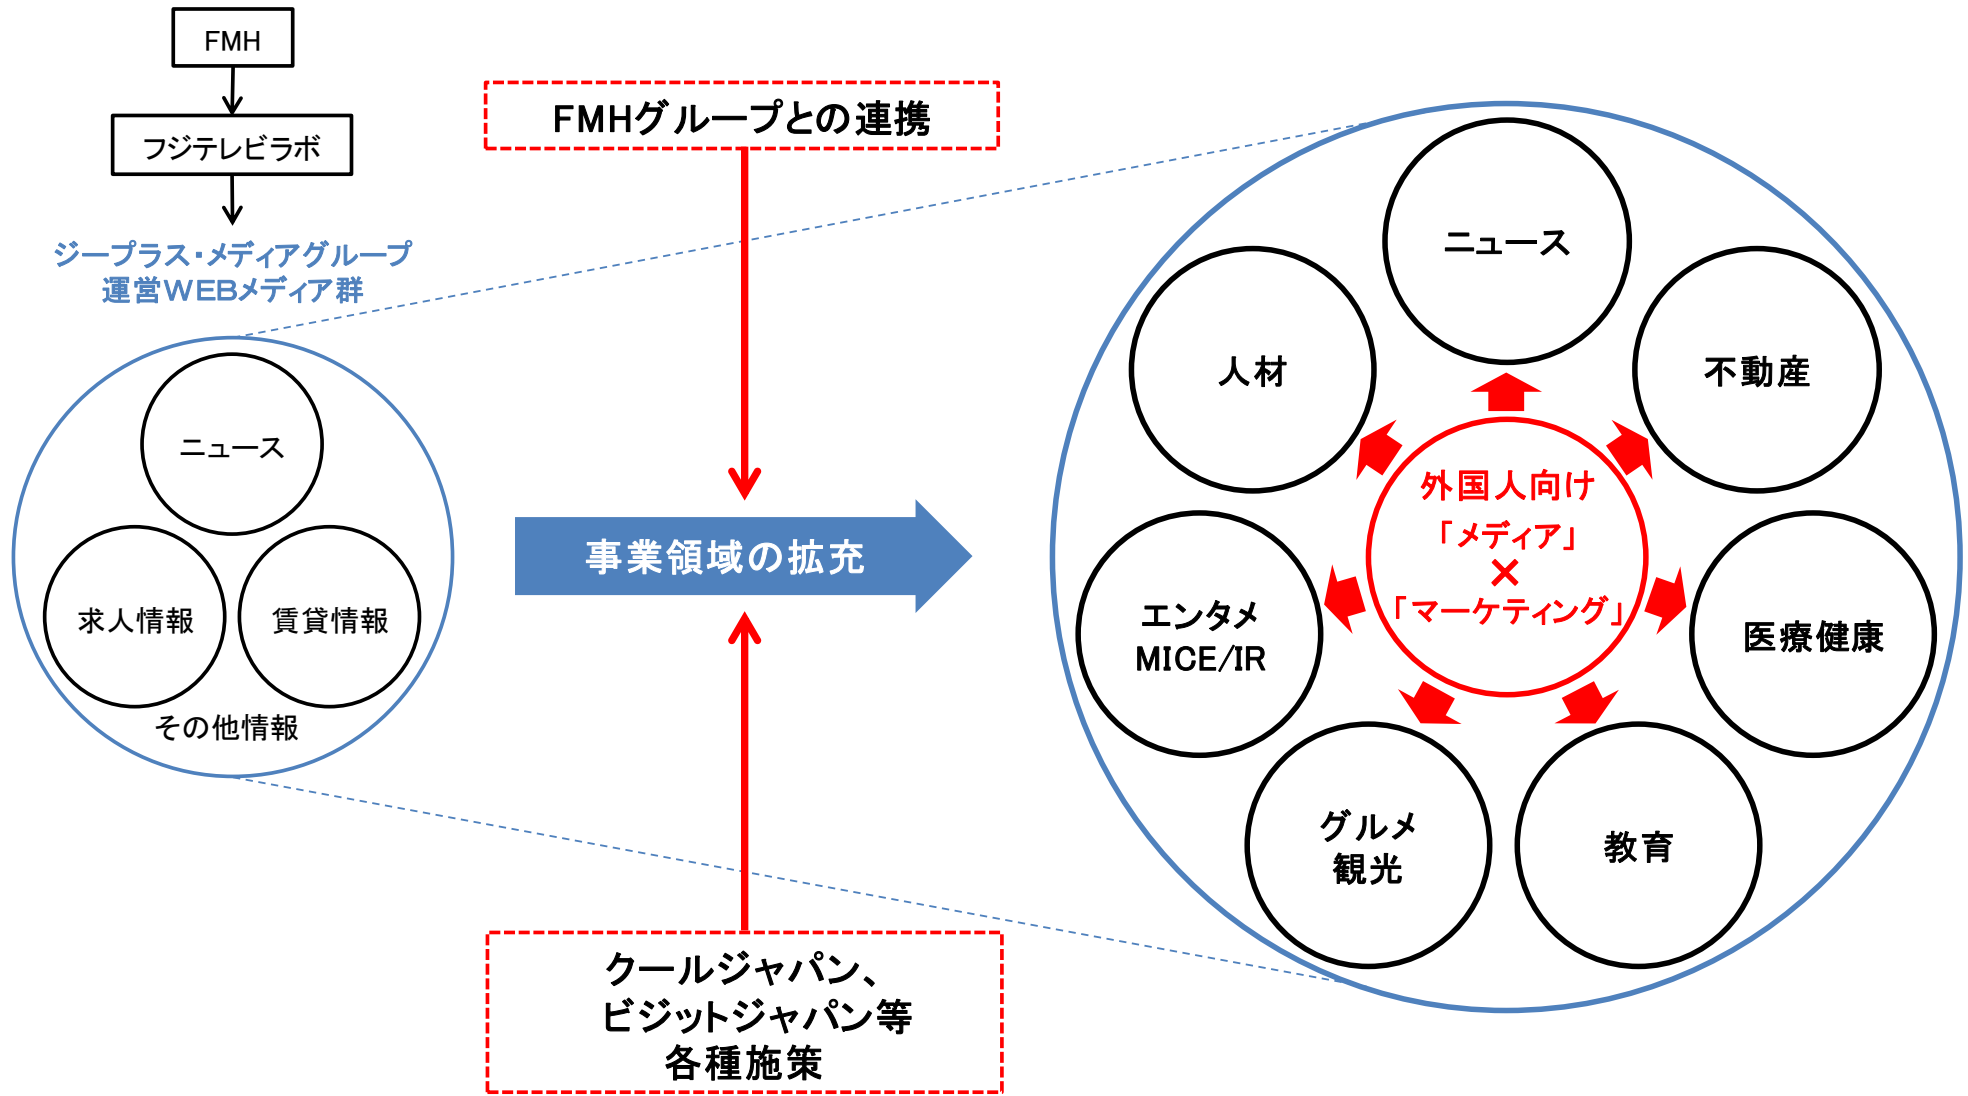 FMH
フジテレビラボ
ジープラス・メディアグループ
運営WEBメディア群
ニュース
求人情報
賃貸情報
その他情報
FMHグループとの連携
事業領域の拡充
クールジャパン、
ビジットジャパン等
各種施策
ニュース
人材
不動産
外国人向け
「メディア」
×
「マーケティング」
エンタメ
MICE/IR
医療健康
グルメ
観光
教育